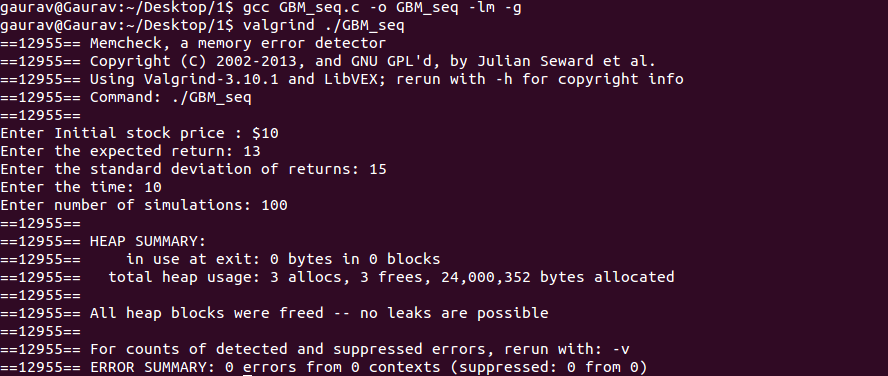 gaurav@Gaurav:~/Desktop/1$ gcc GBM_seq.c -o GBM_seq -lm -g
gaurav@Gaurav:~/Desktop/1$ valgrind ./GBM_seq
==12955== Memcheck, a memory error detector
==12955== Copyright (C) 2002-2013, and GNU GPL'd, by Julian Seward et al.
==12955== Using Valgrind-3.10.1 and LibVEX; rerun with -h for copyright info
==12955== Command: ./GBM_seq
==12955==
Enter Initial stock price : $10
Enter the expected return: 13
Enter the standard deviation of returns: 15
Enter the time: 10
Enter number of simulations: 100
==12955==
==12955== HEAP SUMMARY:
==12955==     in use at exit: 0 bytes in 0 blocks
==12955==   total heap usage: 3 allocs, 3 frees, 24,000,352 bytes allocated
==12955==
==12955== All heap blocks were freed -- no leaks are possible
==12955==
==12955== For counts of detected and suppressed errors, rerun with: -v
==12955== ERROR SUMMARY: 0 errors from 0 contexts (suppressed: 0 from 0)